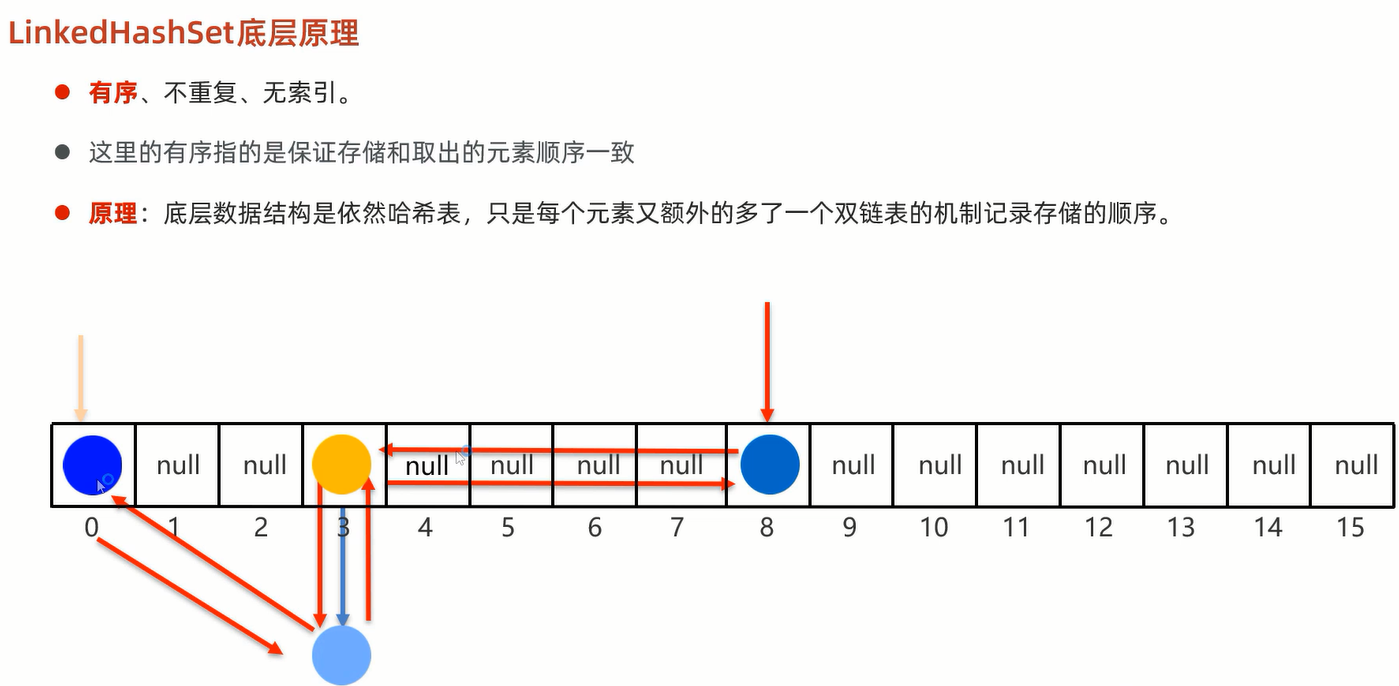 LinkedHashSet底层原理
有序、不重复、无索引。
这里的有序指的是保证存储和取出的元素顺序一致
原理：底层数据结构是依然哈希表，只是每个元素又额外的多了一个双链表的机制记录存储的顺序。
null null null null null null null null null null null null null
0 1 2 3 4 5 6 7 8 9 10 11 12 13 14 15